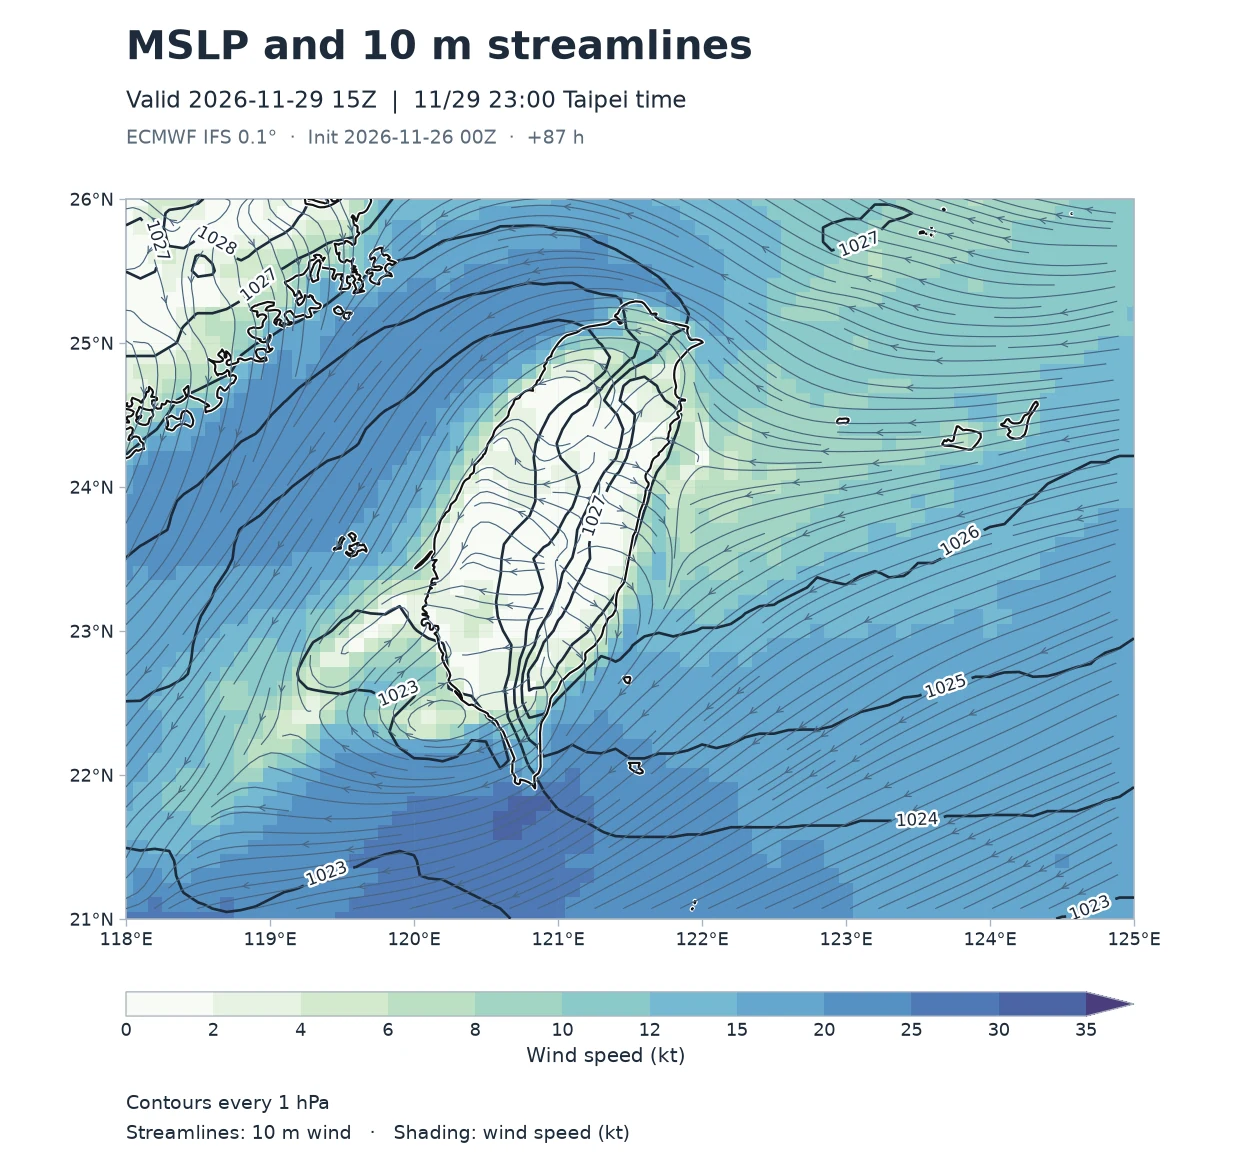 MSLP and 10 m streamlines
Valid 2026-11-29 15Z | 11/29 23:00 Taipei time
ECMWF IFS 0.1° · Init 2026-11-26 00Z · +87 h
26°N
25°N
24°N
23°N
22°N
21°N
1027
1028
1027
1027
1027
1026
1025
1023
1024
1023
1023
118°E 119°E 120°E 121°E 122°E 123°E 124°E 125°E
0 2 4 6 8 10 12 15 20 25 30 35
Wind speed (kt)
Contours every 1 hPa
Streamlines: 10 m wind · Shading: wind speed (kt)